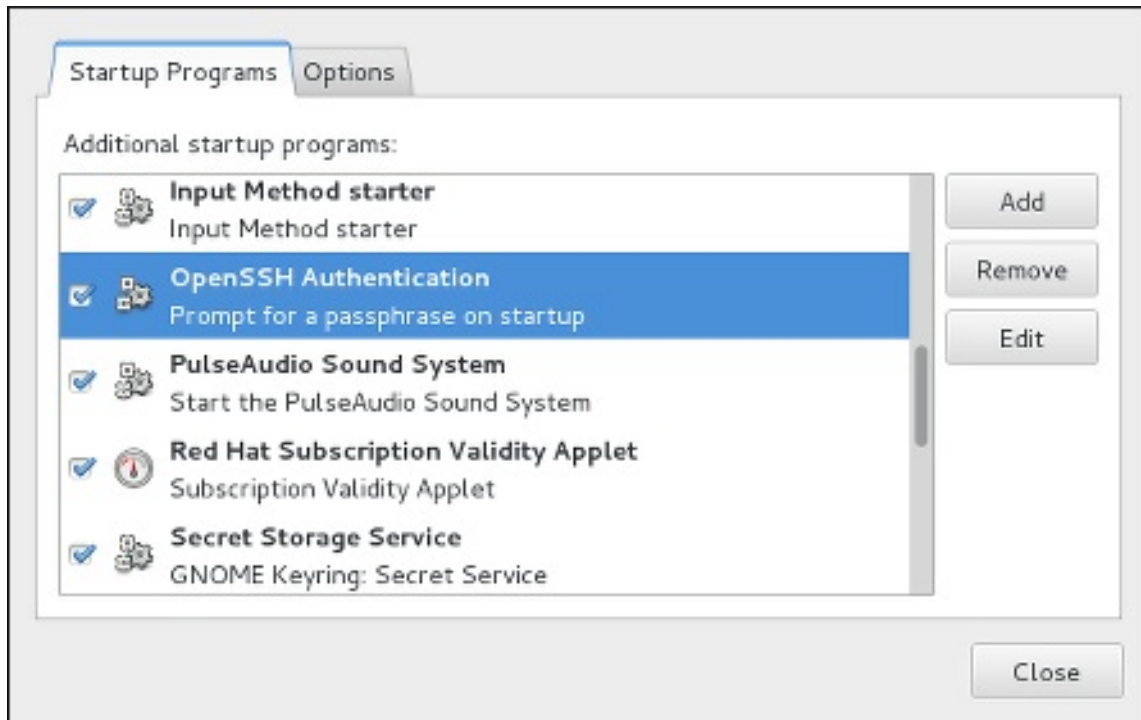 Startup Programs Options
Additional startup programs:
Input Method starter
Input Method starter
OpenSSH Authentication
Prompt for a passphrase on startup
PulseAudio Sound System
Start the PulseAudio Sound System
Red Hat Subscription Validity Applet
Subscription Validity Applet
Secret Storage Service
GNOME Keyring: Secret Service
Add
Remove
Edit
Close